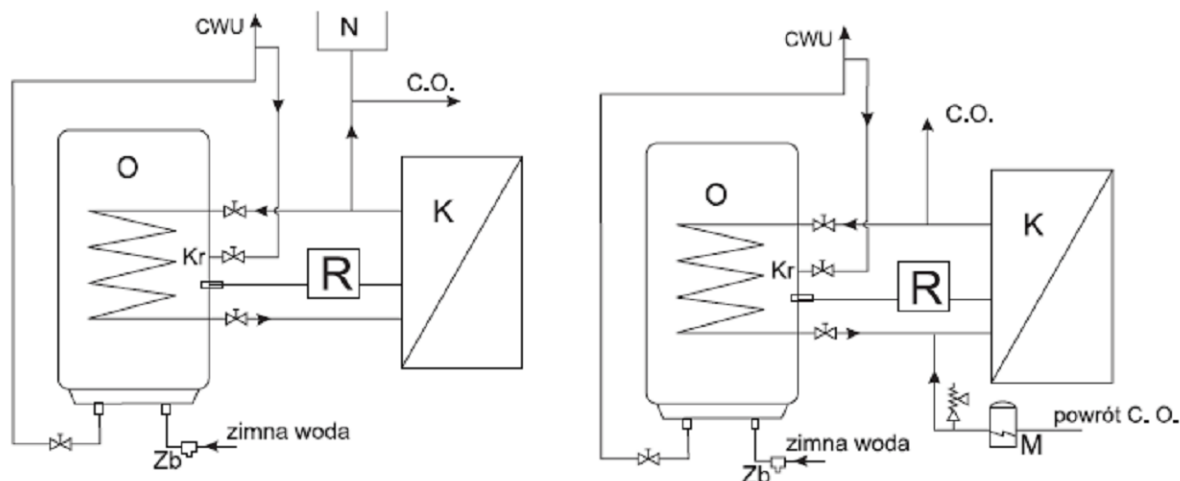 CWU
N
C.O.
O
K
Kr
R
zimna woda
Zb
CWU
C.O.
O
K
Kr
R
powrót C. O.
M
zimna woda
Zb